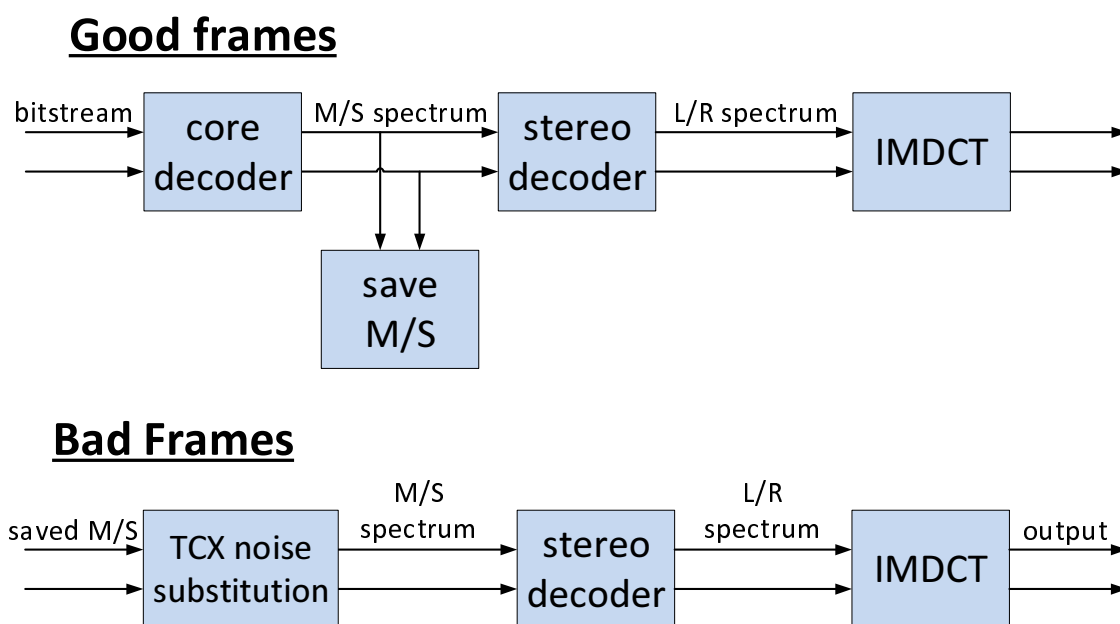 Good frames
bitstream
core
decoder
M/S spectrum
stereo
decoder
L/R spectrum
IMDCT
save
M/S
Bad Frames
saved M/S
TCX noise
substitution
M/S
spectrum
stereo
decoder
L/R
spectrum
IMDCT
output